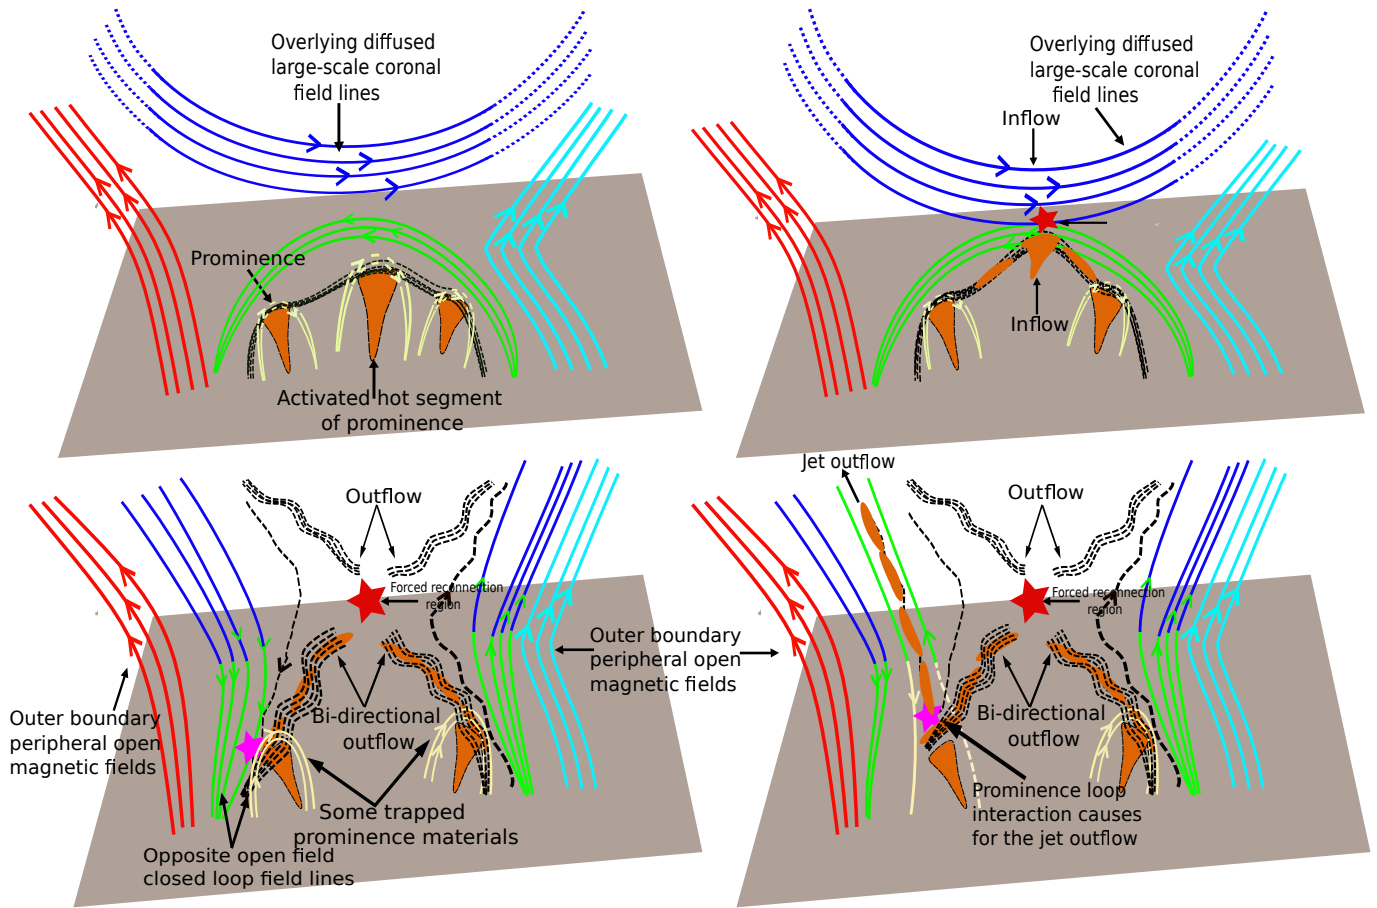 Overlying diffused
large-scale coronal
field lines
Prominence
Activated hot segment
of prominence
Overlying diffused
large-scale coronal
field lines
Inflow
Inflow
Outflow
Forced reconnection
region
Outer boundary
peripheral open
magnetic fields
Bi-directional
outflow
Some trapped
prominence materials
Opposite open field
closed loop field lines
Outer boundary
peripheral open
magnetic fields
Jet outflow
Outflow
Forced reconnection
region
Bi-directional
outflow
Prominence loop
interaction causes
for the jet outflow